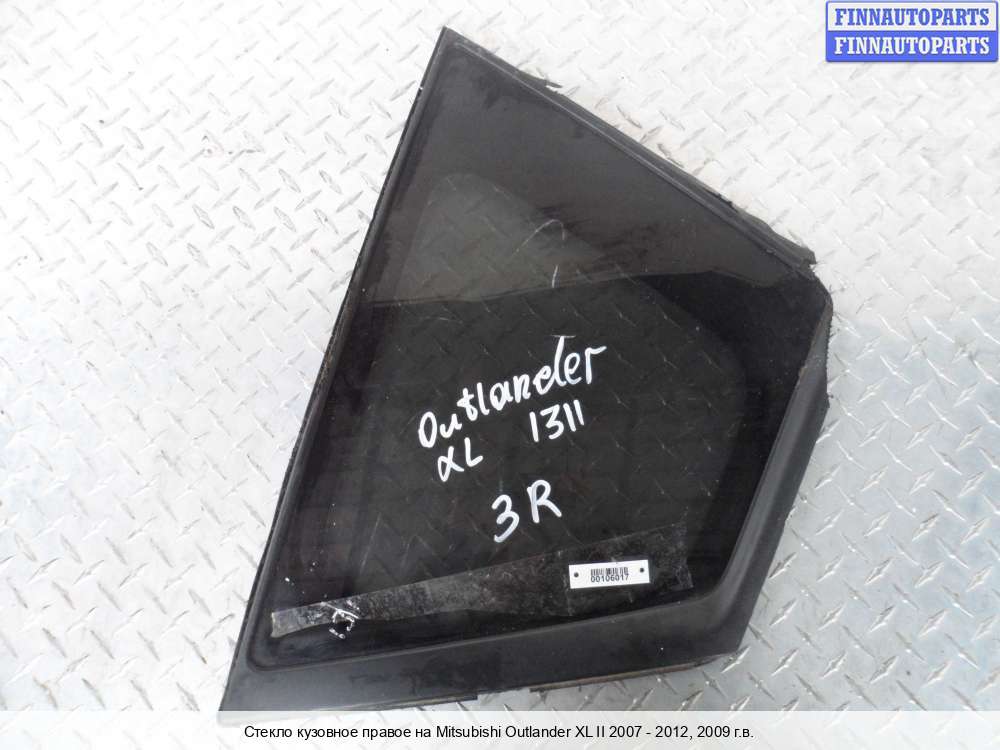 FINNAUTOPARTS
FINNAUTOPARTS
Outlander
XL 1311
3R
00106017
Стекло кузовное правое на Mitsubishi Outlander XL II 2007 - 2012, 2009 г.в.